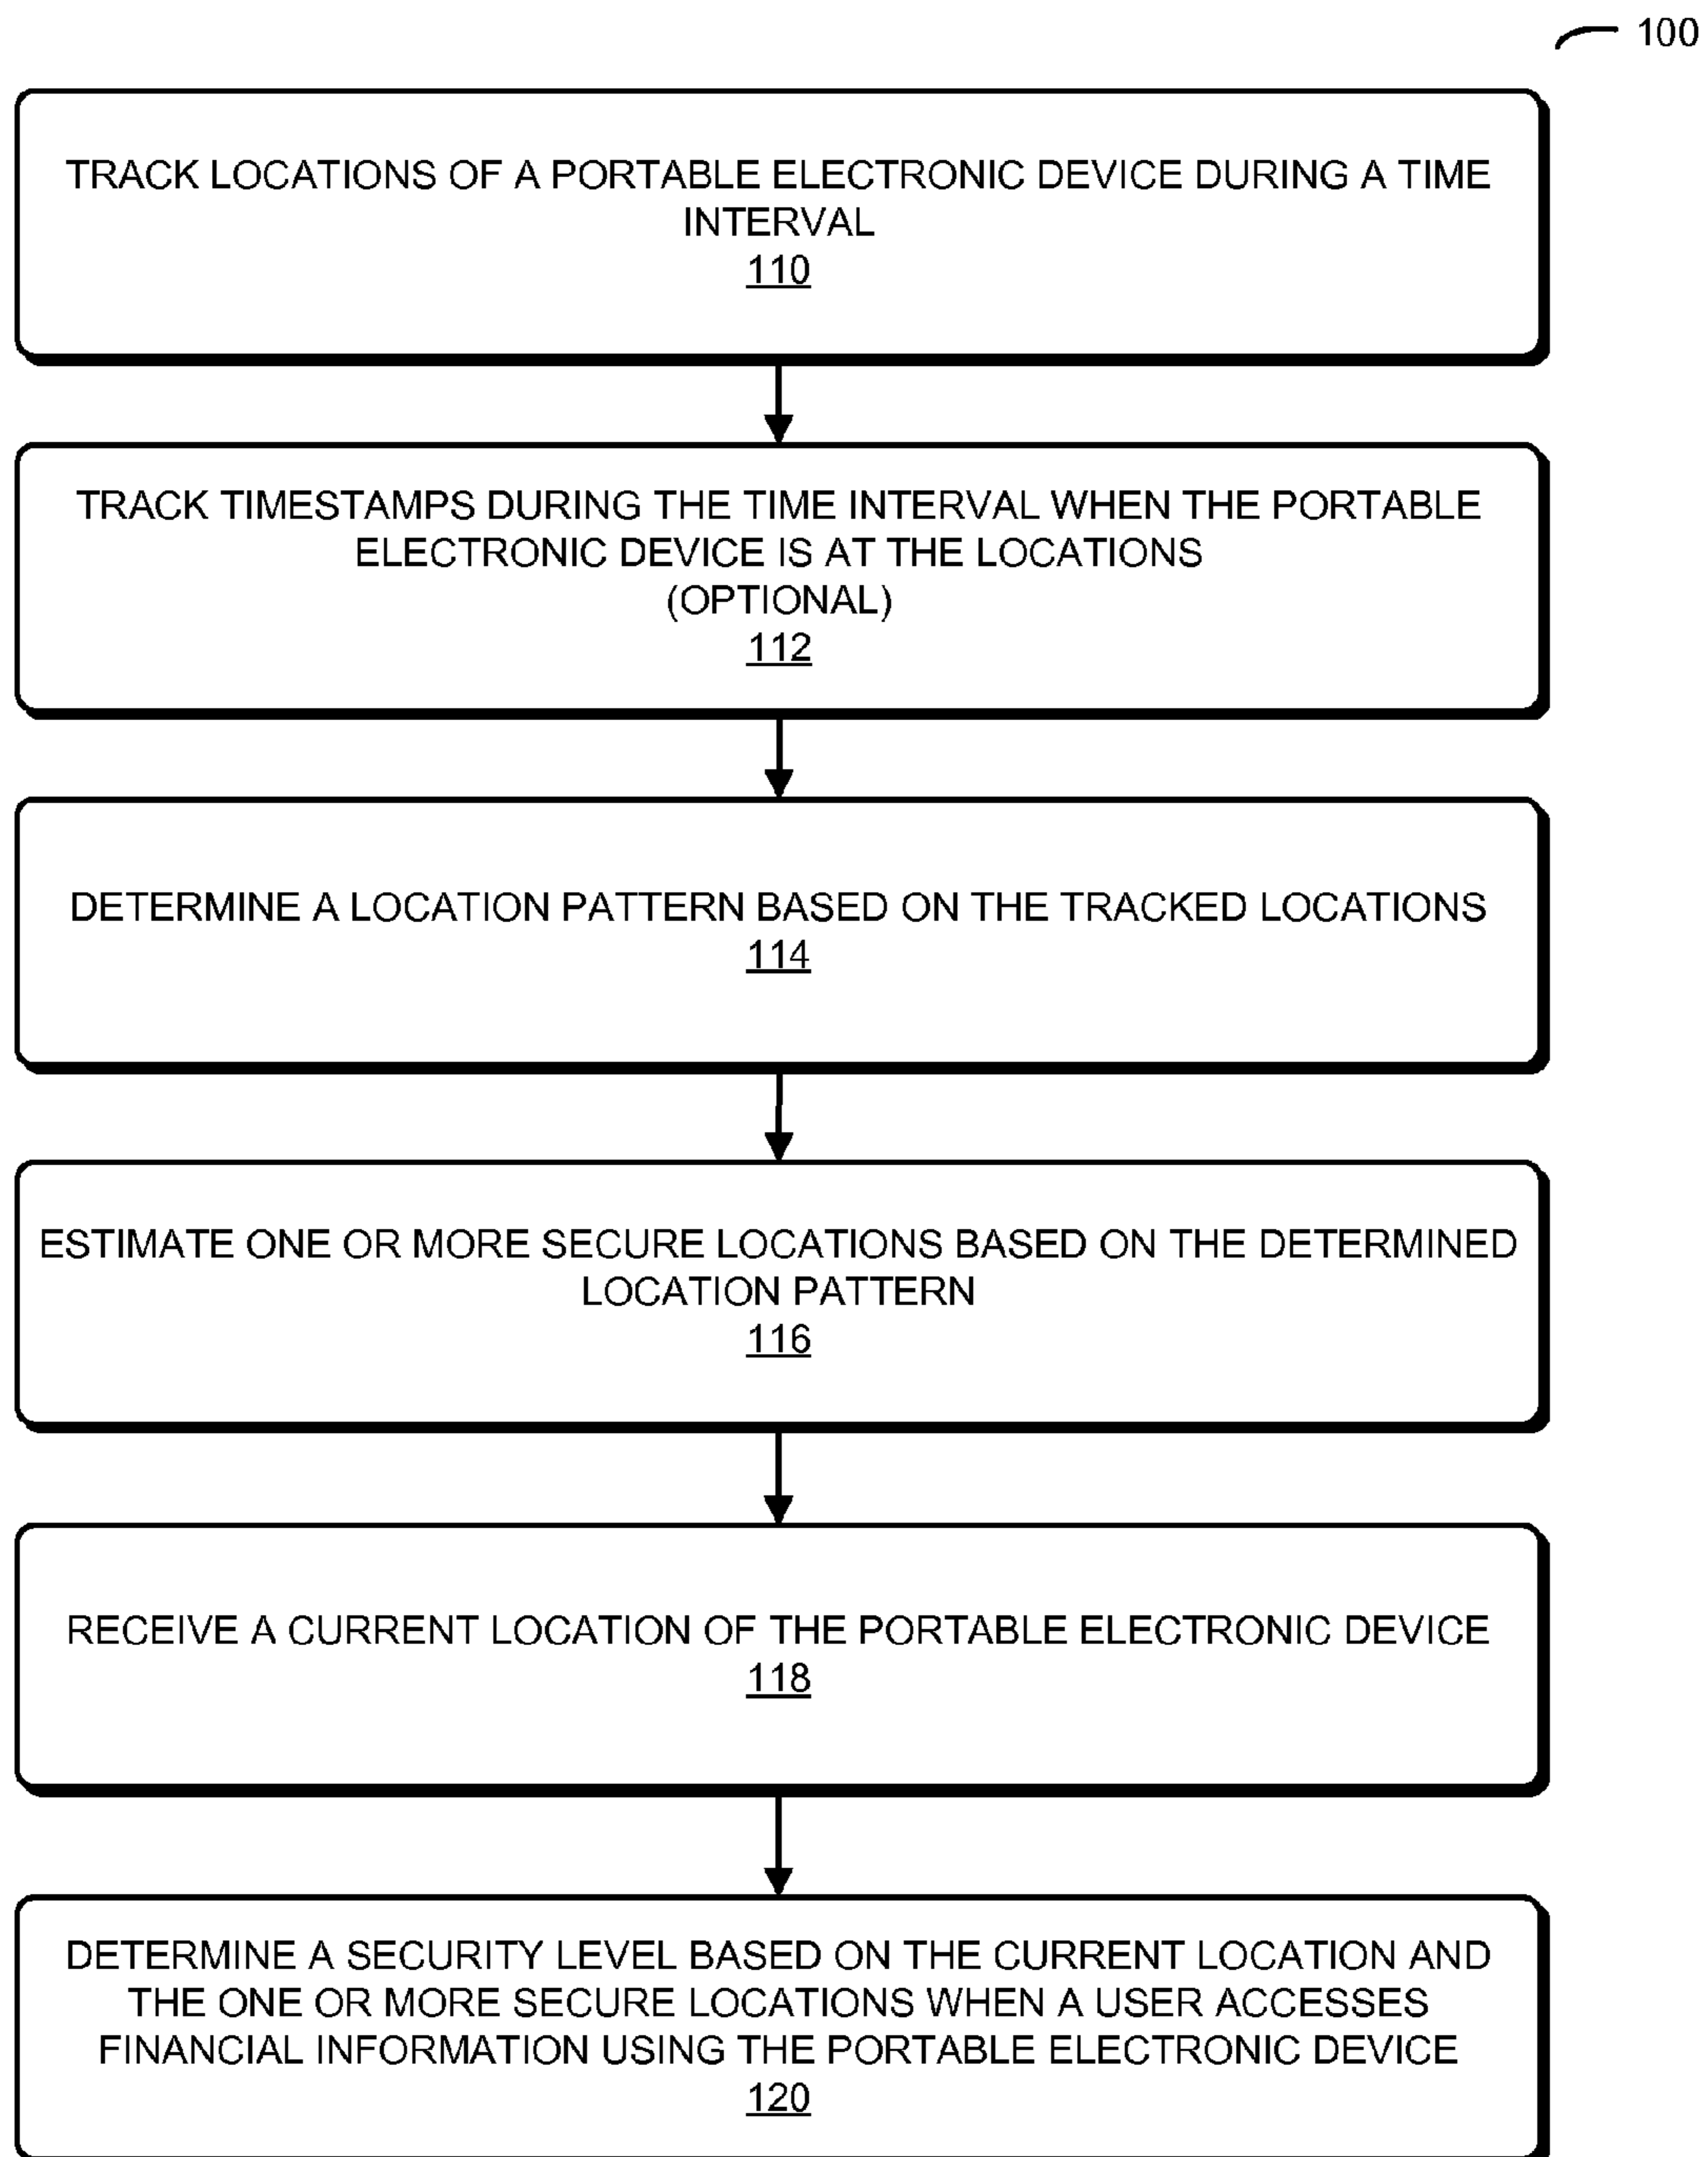 100
TRACK LOCATIONS OF A PORTABLE ELECTRONIC DEVICE DURING A TIME
INTERVAL
110
TRACK TIMESTAMPS DURING THE TIME INTERVAL WHEN THE PORTABLE
ELECTRONIC DEVICE IS AT THE LOCATIONS
(OPTIONAL)
112
DETERMINE A LOCATION PATTERN BASED ON THE TRACKED LOCATIONS
114
ESTIMATE ONE OR MORE SECURE LOCATIONS BASED ON THE DETERMINED
LOCATION PATTERN
116
RECEIVE A CURRENT LOCATION OF THE PORTABLE ELECTRONIC DEVICE
118
DETERMINE A SECURITY LEVEL BASED ON THE CURRENT LOCATION AND
THE ONE OR MORE SECURE LOCATIONS WHEN A USER ACCESSES
FINANCIAL INFORMATION USING THE PORTABLE ELECTRONIC DEVICE
120